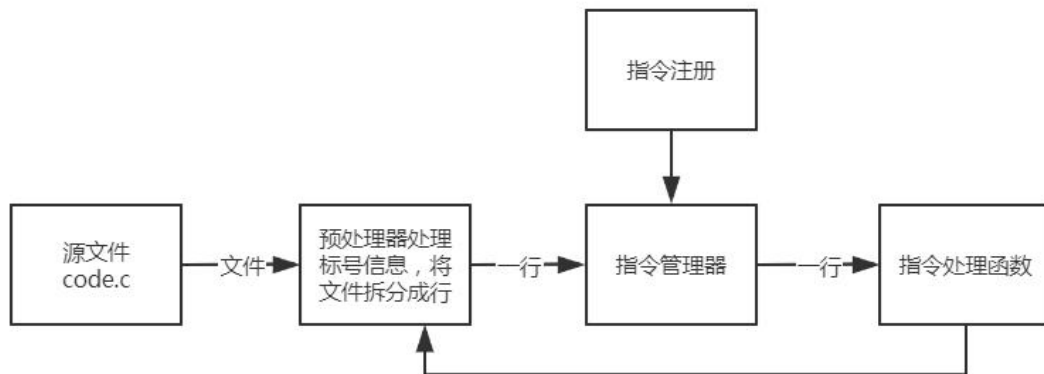 指令注册
源文件
code.c
文件
预处理器处理
标号信息，将
文件拆分成行
一行
指令管理器
一行
指令处理函数